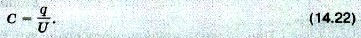 C = q/U. (14.22)